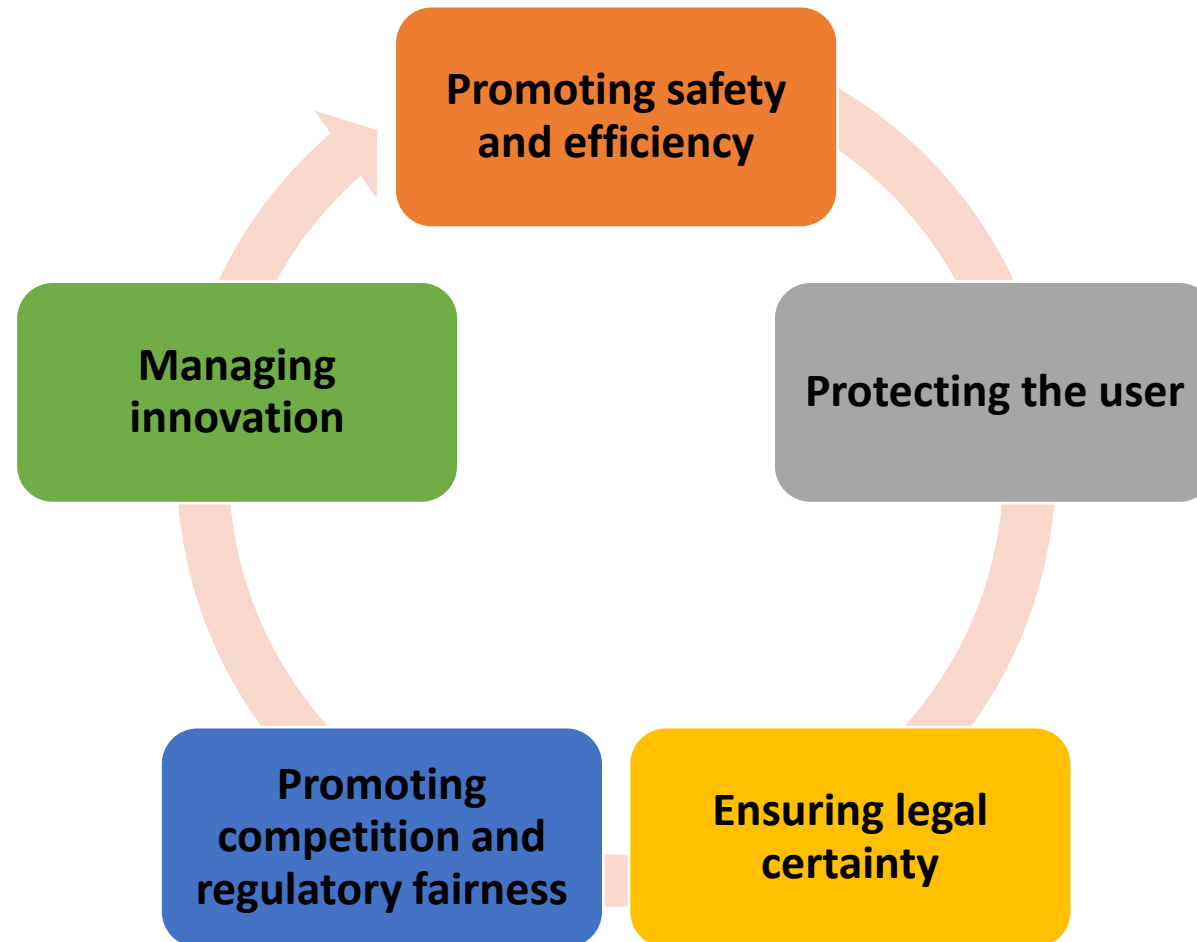 Promoting safety
and efficiency
Protecting the user
Ensuring legal
certainty
Promoting
competition and
regulatory fairness
Managing
innovation